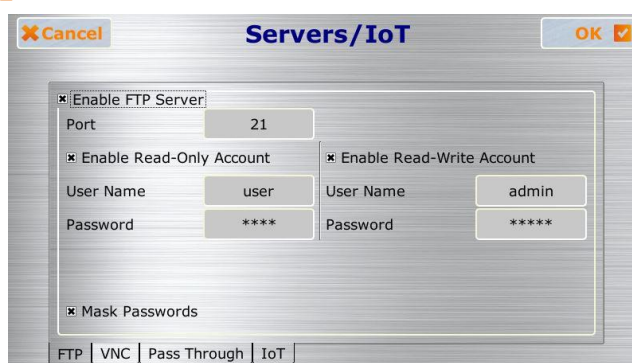 Cancel
Servers/IoT
OK
Enable FTP Server
Port 21
Enable Read-Only Account Enable Read-Write Account
User Name user User Name admin
Password **** Password *****
Mask Passwords
FTP VNC Pass Through IoT